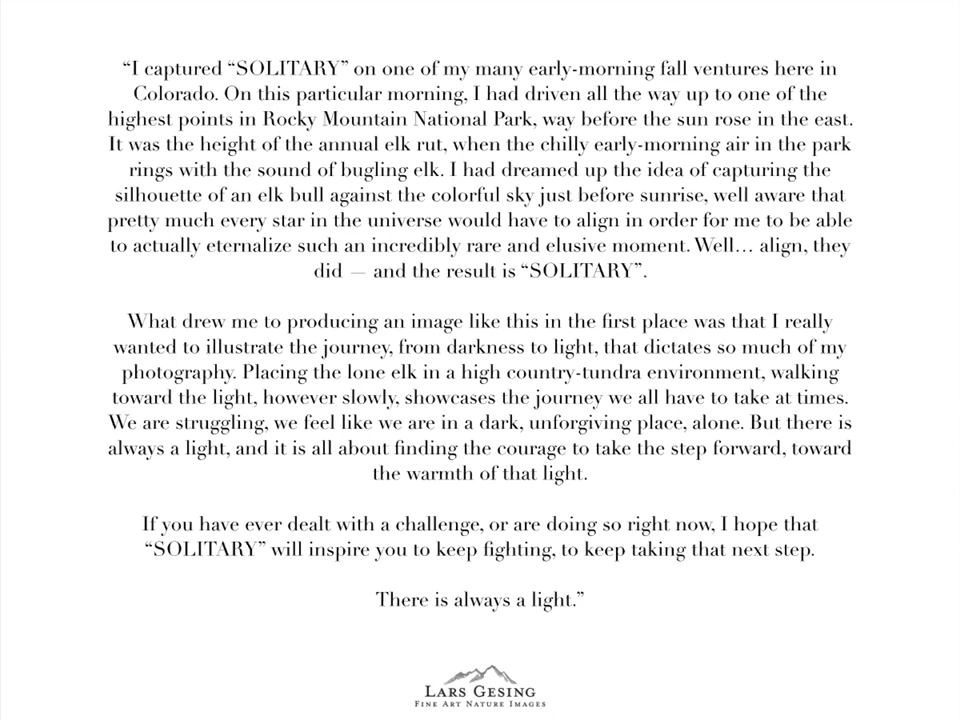 “I captured “SOLITARY” on one of my many early-morning fall ventures here in
Colorado. On this particular morning, I had driven all the way up to one of the
highest points in Rocky Mountain National Park, way before the sun rose in the east.
It was the height of the annual elk rut, when the chilly early-morning air in the park
rings with the sound of bugling elk. I had dreamed up the idea of capturing the
silhouette of an elk bull against the colorful sky just before sunrise, well aware that
pretty much every star in the universe would have to align in order for me to be able
to actually eternalize such an incredibly rare and elusive moment. Well… align, they
did — and the result is “SOLITARY”.
What drew me to producing an image like this in the first place was that I really
wanted to illustrate the journey, from darkness to light, that dictates so much of my
photography. Placing the lone elk in a high country-tundra environment, walking
toward the light, however slowly, showcases the journey we all have to take at times.
We are struggling, we feel like we are in a dark, unforgiving place, alone. But there is
always a light, and it is all about finding the courage to take the step forward, toward
the warmth of that light.
If you have ever dealt with a challenge, or are doing so right now, I hope that
“SOLITARY” will inspire you to keep fighting, to keep taking that next step.
There is always a light.”
LARS GESING
FINE ART NATURE IMAGES